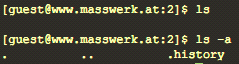 [guest@www.masswerk.at:2]$ ls
[guest@www.masswerk.at:2]$ ls -a
. .. .history